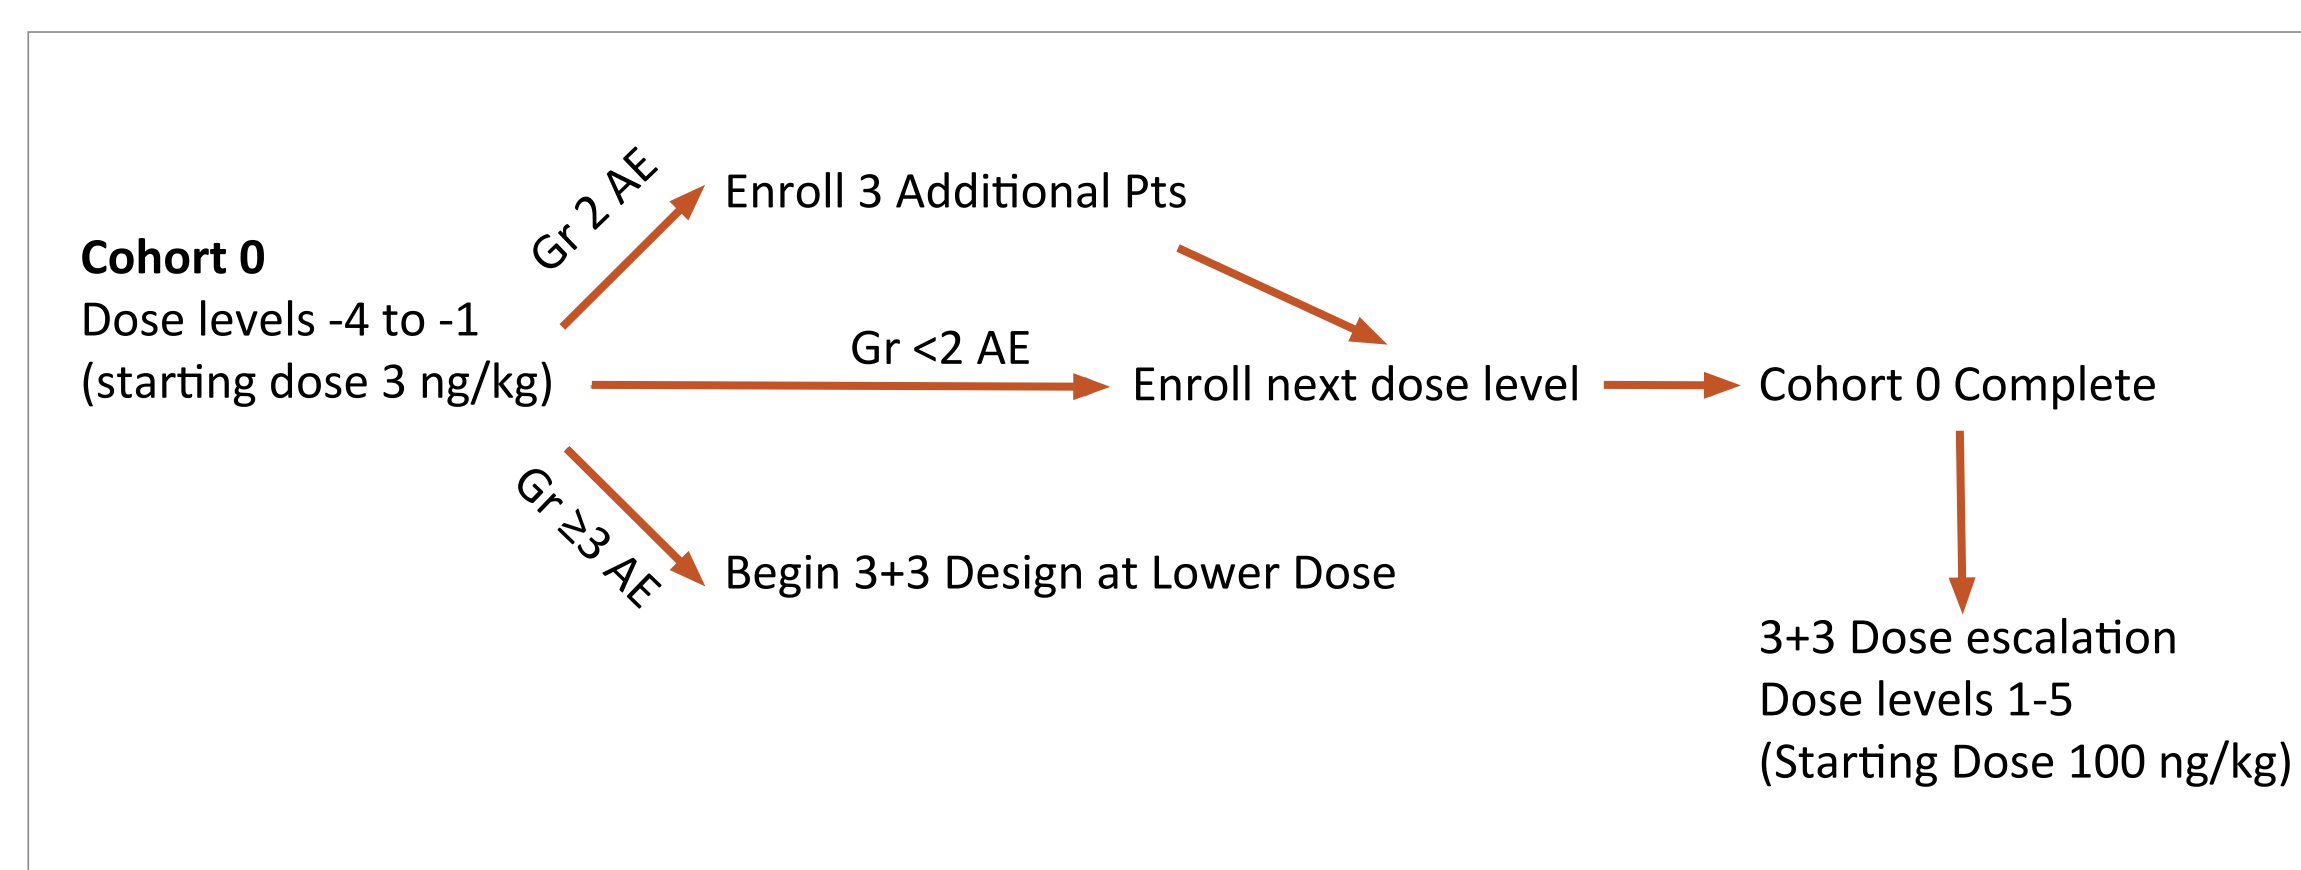 Cohort 0
Dose levels -4 to -1
(starting dose 3 ng/kg)
Gr 2 AE
Enroll 3 Additional Pts
Gr <2 AE
Enroll next dose level
Cohort 0 Complete
Gr ≥3 AE
Begin 3+3 Design at Lower Dose
3+3 Dose escalation
Dose levels 1-5
(Starting Dose 100 ng/kg)